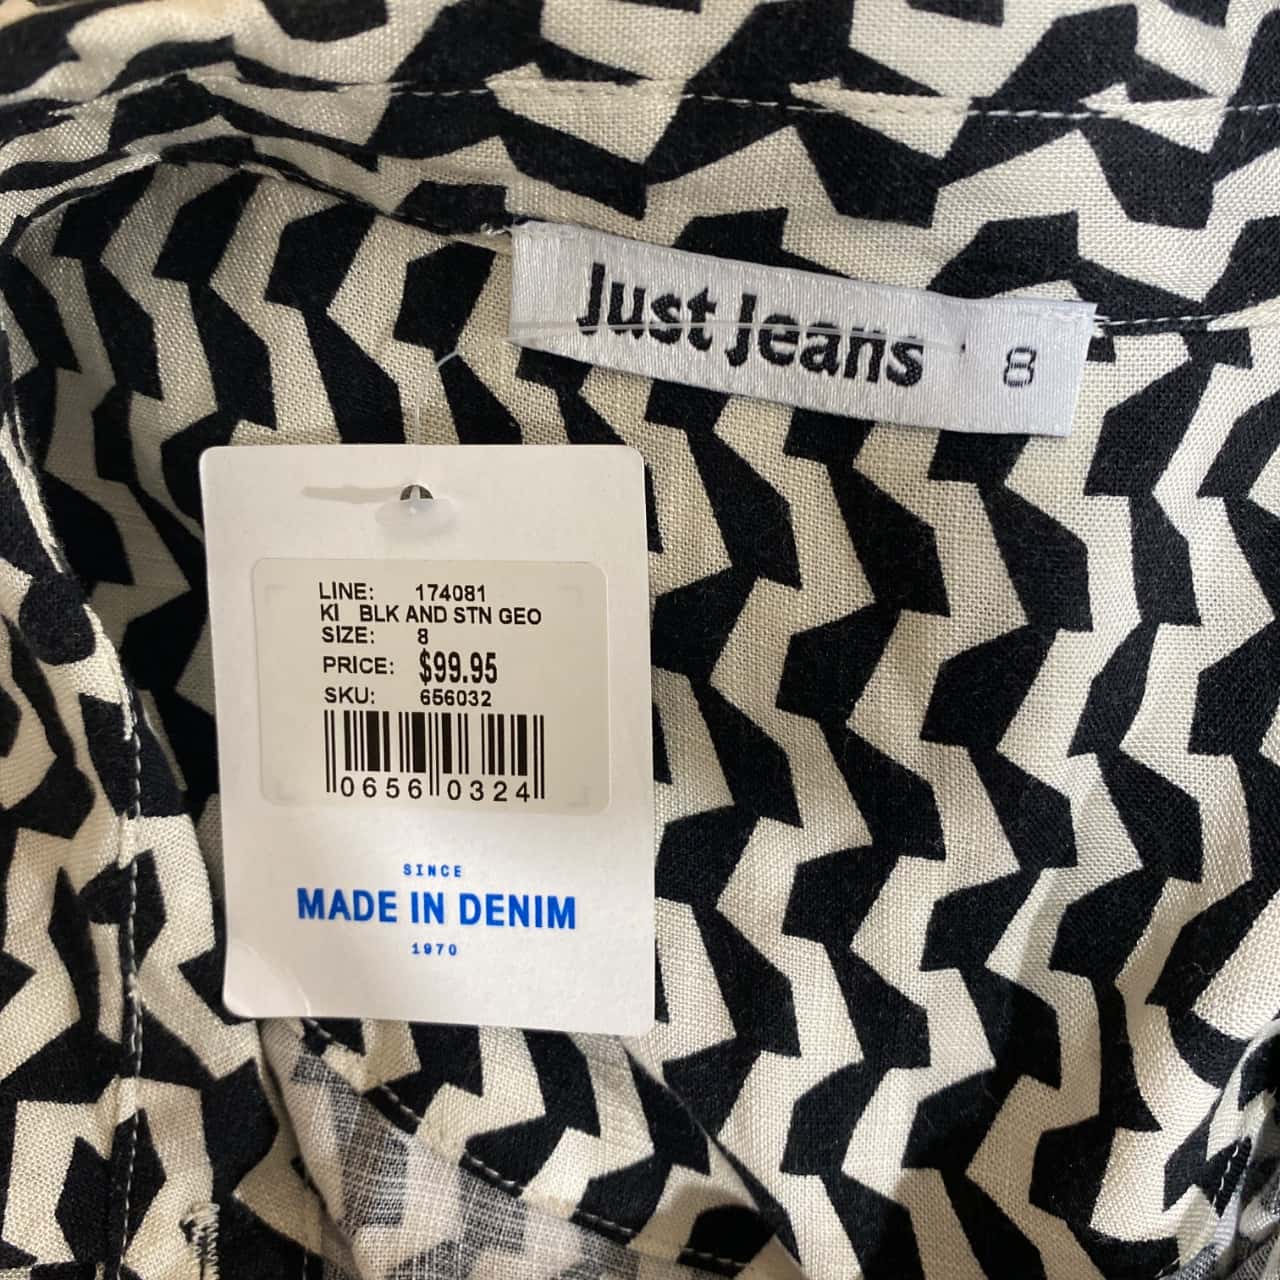 Just Jeans 8
LINE: 174081
KI BLK AND STN GEO
SIZE: 8
PRICE: $99.95
SKU: 656032
0656 0324
SINCE
MADE IN DENIM
1970